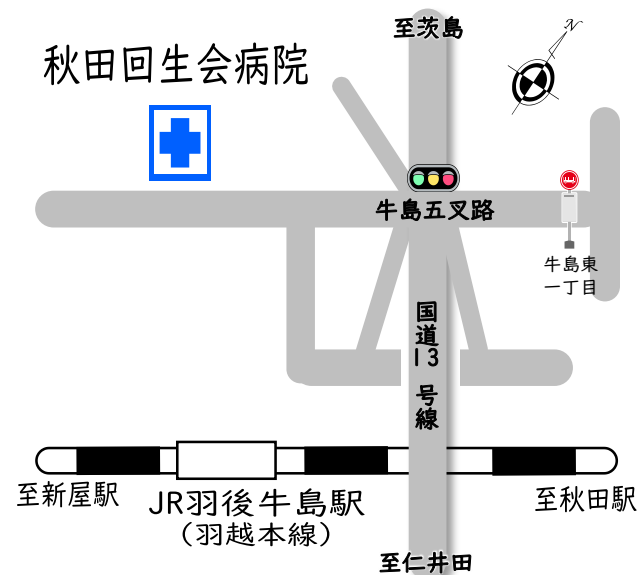 至茨島
N
秋田回生会病院
牛島五叉路
牛島東
一丁目
国道13号線
至新屋駅
JR羽後牛島駅
(羽越本線)
至秋田駅
至仁井田